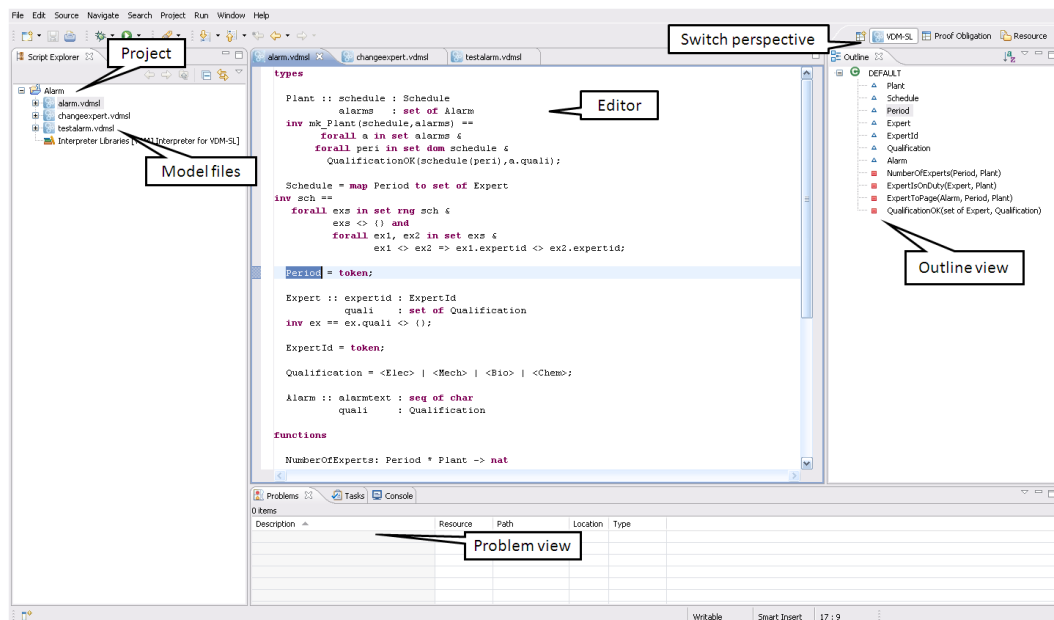 File Edit Source Navigate Search Project Run Window Help
Switch perspective
VDM-SL
Proof Obligation
Resource
Script Explorer
Project
Alarm
alarm.vdmsl
changeexpert.vdmsl
testalarm.vdmsl
Interpreter Libraries [ Interpreter for VDM-SL]
Model files
alarm.vdmsl
changeexpert.vdmsl
testalarm.vdmsl
Editor
types
Plant :: schedule : Schedule
alarms : set of Alarm
inv mk_Plant(schedule,alarms) ==
forall a in set alarms &
forall peri in set dom schedule &
QualificationOK(schedule(peri),a.quali);
Schedule = map Period to set of Expert
inv sch ==
forall exs in set rng sch &
exs <> {} and
forall ex1, ex2 in set exs &
ex1 <> ex2 => ex1.expertid <> ex2.expertid;
Period = token;
Expert :: expertid : ExpertId
quali : set of Qualification
inv ex == ex.quali <> {};
ExpertId = token;
Qualification = <Elec> | <Mech> | <Bio> | <Chem>;
Alarm :: alarmtext : seq of char
quali : Qualification
functions
NumberOfExperts: Period * Plant -> nat
Outline
DEFAULT
Plant
Schedule
Period
Expert
ExpertId
Qualification
Alarm
NumberOfExperts(Period, Plant)
ExpertIsOnDuty(Expert, Plant)
ExpertToPage(Alarm, Period, Plant)
QualificationOK(set of Expert, Qualification)
Outline view
Problems
Tasks
Console
0 items
Description Resource Path Location Type
Problem view
Writable Smart Insert 17 : 9